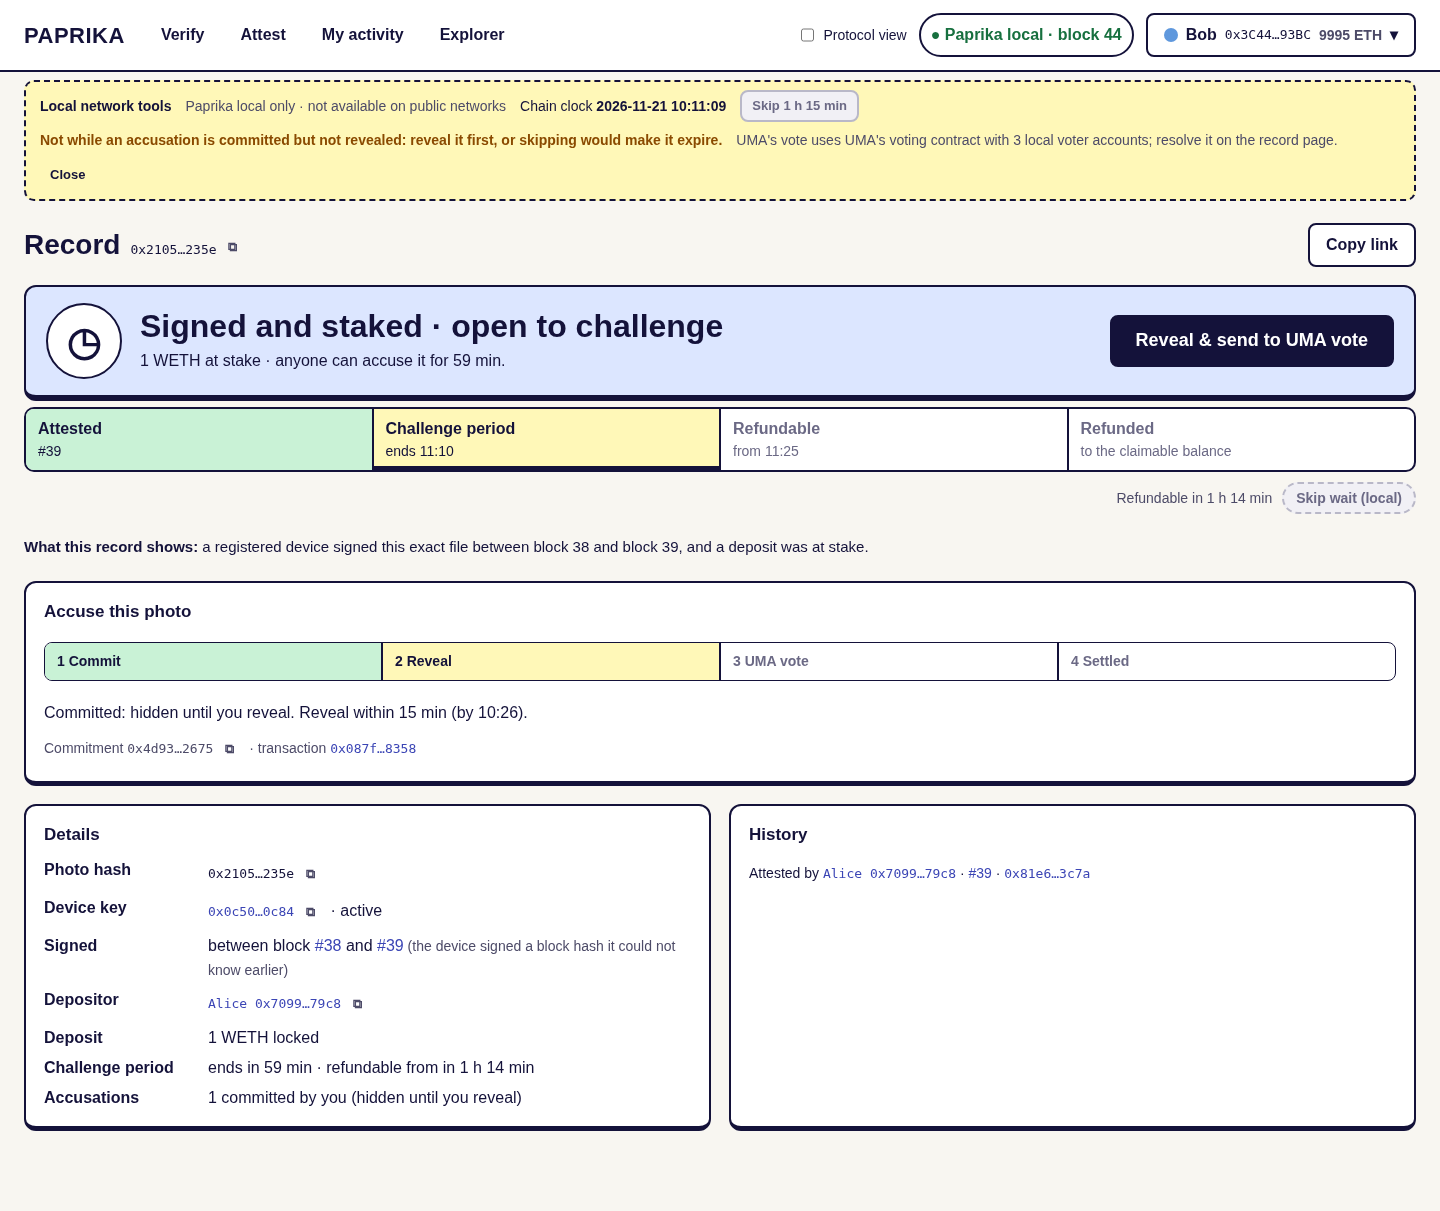 PAPRIKA Verify Attest My activity Explorer Protocol view ● Paprika local · block 44 Bob 0x3C44…93BC 9995 ETH ▼
Local network tools Paprika local only · not available on public networks Chain clock 2026-11-21 10:11:09 Skip 1 h 15 min
Not while an accusation is committed but not revealed: reveal it first, or skipping would make it expire. UMA's vote uses UMA's voting contract with 3 local voter accounts; resolve it on the record page.
Close
Record 0x2105…235e ⧉ Copy link
Signed and staked · open to challenge
1 WETH at stake · anyone can accuse it for 59 min.
Reveal & send to UMA vote
Attested
#39
Challenge period
ends 11:10
Refundable
from 11:25
Refunded
to the claimable balance
Refundable in 1 h 14 min Skip wait (local)
What this record shows: a registered device signed this exact file between block 38 and block 39, and a deposit was at stake.
Accuse this photo
1 Commit 2 Reveal 3 UMA vote 4 Settled
Committed: hidden until you reveal. Reveal within 15 min (by 10:26).
Commitment 0x4d93…2675 ⧉ · transaction 0x087f…8358
Details
Photo hash 0x2105…235e ⧉
Device key 0x0c50…0c84 ⧉ · active
Signed between block #38 and #39 (the device signed a block hash it could not
know earlier)
Depositor Alice 0x7099…79c8 ⧉
Deposit 1 WETH locked
Challenge period ends in 59 min · refundable from in 1 h 14 min
Accusations 1 committed by you (hidden until you reveal)
History
Attested by Alice 0x7099…79c8 · #39 · 0x81e6…3c7a